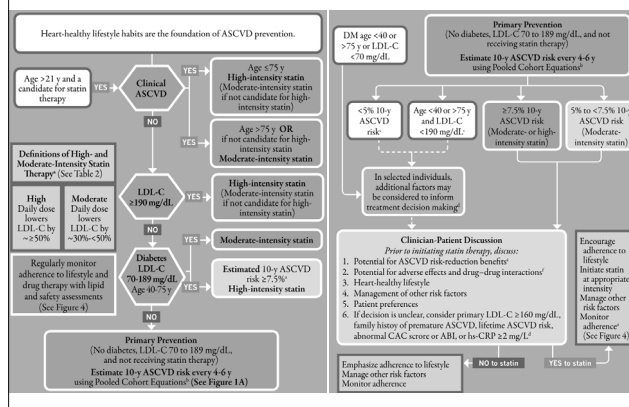 Heart-healthy lifestyle habits are the foundation of ASCVD prevention.
Age >21 y and a
candidate for statin
therapy
YES
Clinical
ASCVD
YES
Age ≤75 y
High-intensity statin
(Moderate-intensity statin
if not candidate for high-
intensity statin)
YES
Age >75 y OR
if not candidate for high-
intensity statin
Moderate-intensity statin
NO
Definitions of High- and
Moderate-Intensity Statin
Therapyᵃ (See Table 2)
High
Daily dose
lowers
LDL-C by
~≥50%
Moderate
Daily dose
lowers
LDL-C by
~30%-<50%
LDL-C
≥190 mg/dL
YES
High-intensity statin
(Moderate-intensity statin
if not candidate for high-
intensity statin)
NO
Regularly monitor
adherence to lifestyle and
drug therapy with lipid
and safety assessments
(See Figure 4)
Diabetes
LDL-C
70-189 mg/dL
Age 40-75 y
YES
Moderate-intensity statin
YES
Estimated 10-y ASCVD
risk ≥7.5%ᶜ
High-intensity statin
NO
Primary Prevention
(No diabetes, LDL-C 70 to 189 mg/dL,
and not receiving statin therapy)
Estimate 10-y ASCVD risk every 4-6 y
using Pooled Cohort Equationsᵇ (See Figure 1A)
DM age <40 or
>75 y or LDL-C
<70 mg/dL
Primary Prevention
(No diabetes, LDL-C 70 to 189 mg/dL, and not
receiving statin therapy)
Estimate 10-y ASCVD risk every 4-6 y
using Pooled Cohort Equationsᵇ
<5% 10-y
ASCVD
riskᶜ
Age <40 or >75 y
and LDL-C
<190 mg/dLᶜ
≥7.5% 10-y
ASCVD risk
(Moderate- or high-
intensity statin)
5% to <7.5% 10-y
ASCVD risk
(Moderate-
intensity statin)
In selected individuals,
additional factors may
be considered to inform
treatment decision makingᵈ
Clinician-Patient Discussion
Prior to initiating statin therapy, discuss:
1. Potential for ASCVD risk-reduction benefitsᵉ
2. Potential for adverse effects and drug–drug interactionsᶠ
3. Heart-healthy lifestyle
4. Management of other risk factors
5. Patient preferences
6. If decision is unclear, consider primary LDL-C ≥160 mg/dL,
family history of premature ASCVD, lifetime ASCVD risk,
abnormal CAC score or ABI, or hs-CRP ≥2 mg/Lᵈ
Encourage
adherence to
lifestyle
Initiate statin
at appropriate
intensity
Manage other
risk factors
Monitor
adherenceᵃ
(See Figure 4)
Emphasize adherence to lifestyle
Manage other risk factors
Monitor adherence
NO to statin
YES to statin